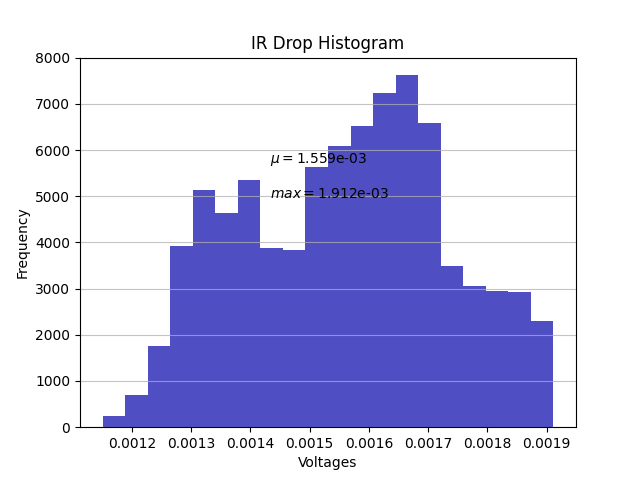 IR Drop Histogram
8000
7000
6000
5000
4000
3000
2000
1000
0
Frequency
μ = 1.559e-03
max = 1.912e-03
0.0012 0.0013 0.0014 0.0015 0.0016 0.0017 0.0018 0.0019
Voltages